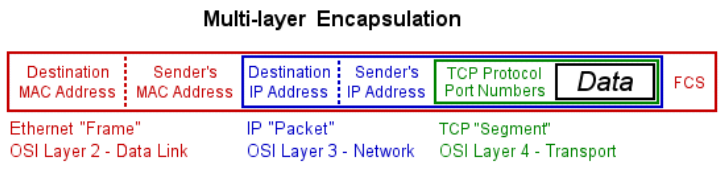 Multi-layer Encapsulation
Destination
MAC Address
Sender's
MAC Address
Destination
IP Address
Sender's
IP Address
TCP Protocol
Port Numbers
Data
FCS
Ethernet "Frame"
OSI Layer 2 - Data Link
IP "Packet"
OSI Layer 3 - Network
TCP "Segment"
OSI Layer 4 - Transport